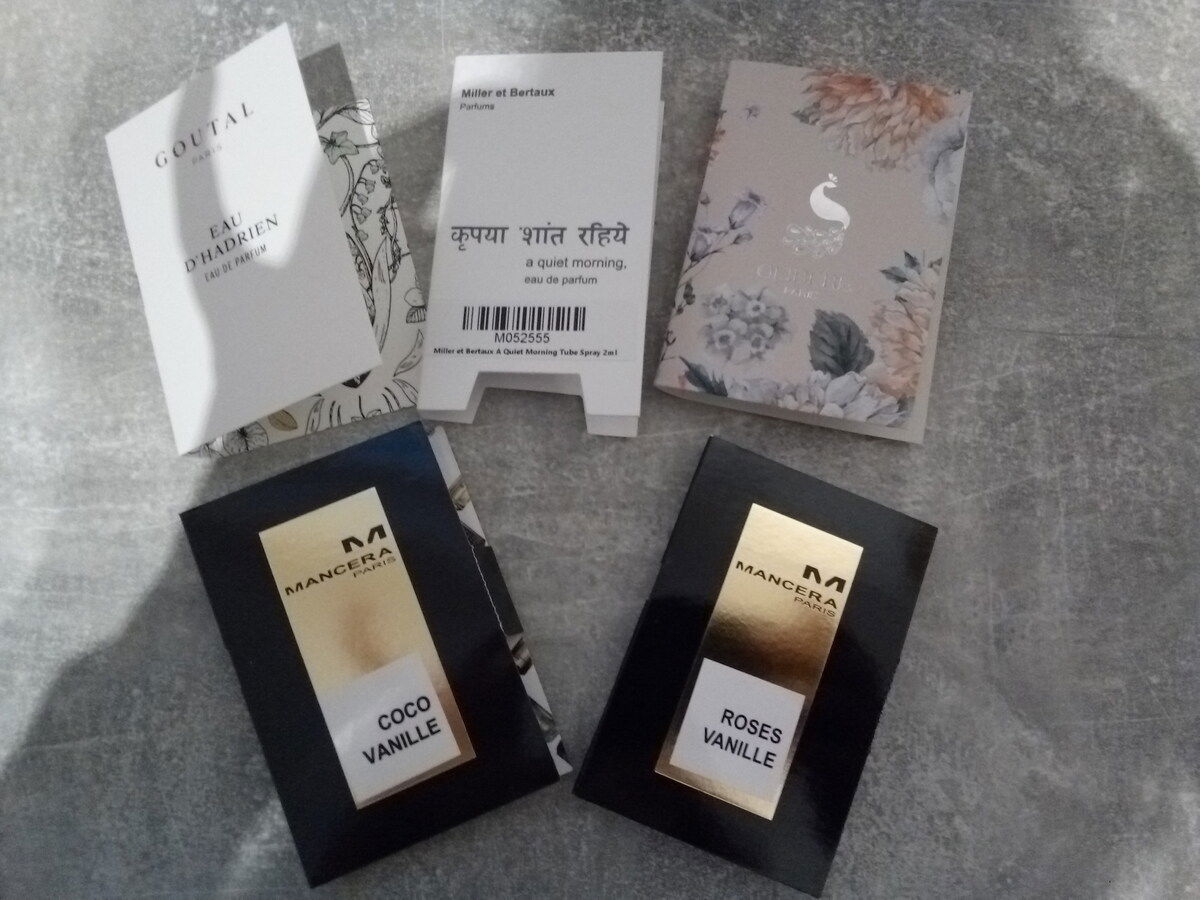 GOUTAL
PARIS
EAU
D'HADRIEN
EAU DE PARFUM
Miller et Bertaux
Parfums
कृपया शांत रहिये
a quiet morning,
eau de parfum
M052555
Miller et Bertaux A Quiet Morning Tube Spray 2ml
PARIS
M
MANCERA
PARIS
COCO
VANILLE
M
MANCERA
PARIS
ROSES
VANILLE